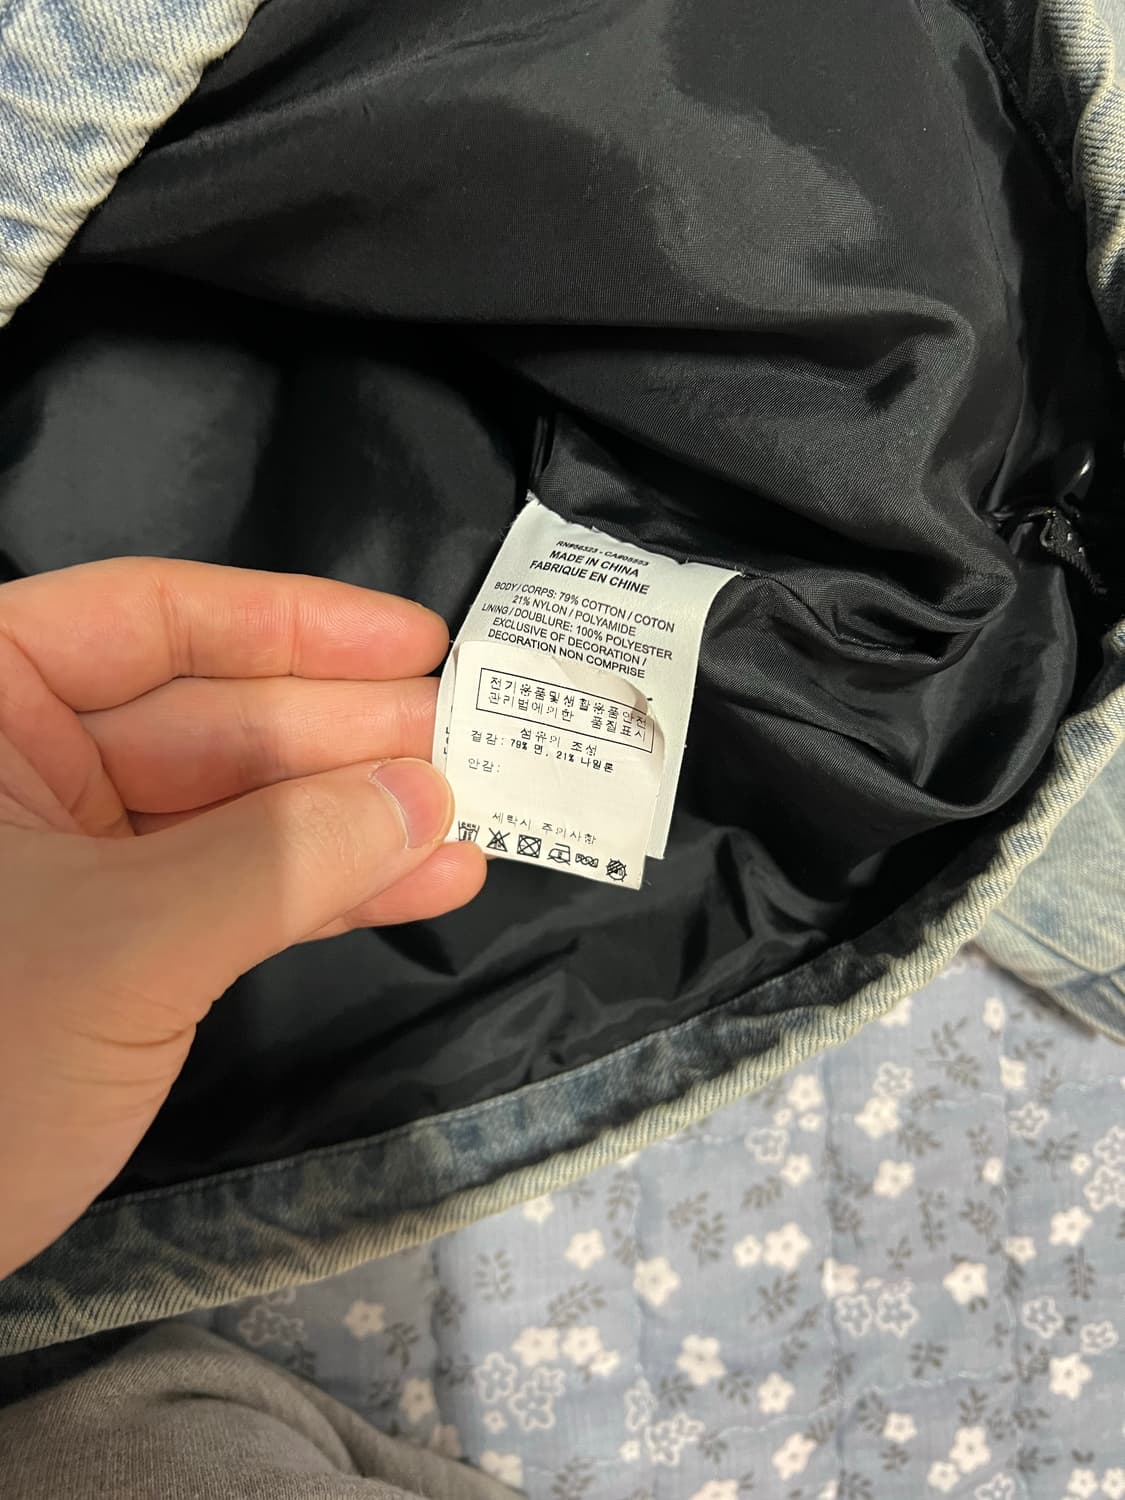 MADE IN CHINA
FABRIQUE EN CHINE
BODY / CORPS: 79% COTTON / COTON
21% NYLON / POLYAMIDE
LINING / DOUBLURE: 100% POLYESTER
EXCLUSIVE OF DECORATION /
DECORATION NON COMPRISE
전기용품및생활용품안전
관리법에의한 품질표시
섬유의 조성
겉감: 79% 면, 21% 나일론
안감:
세탁시 주의사항